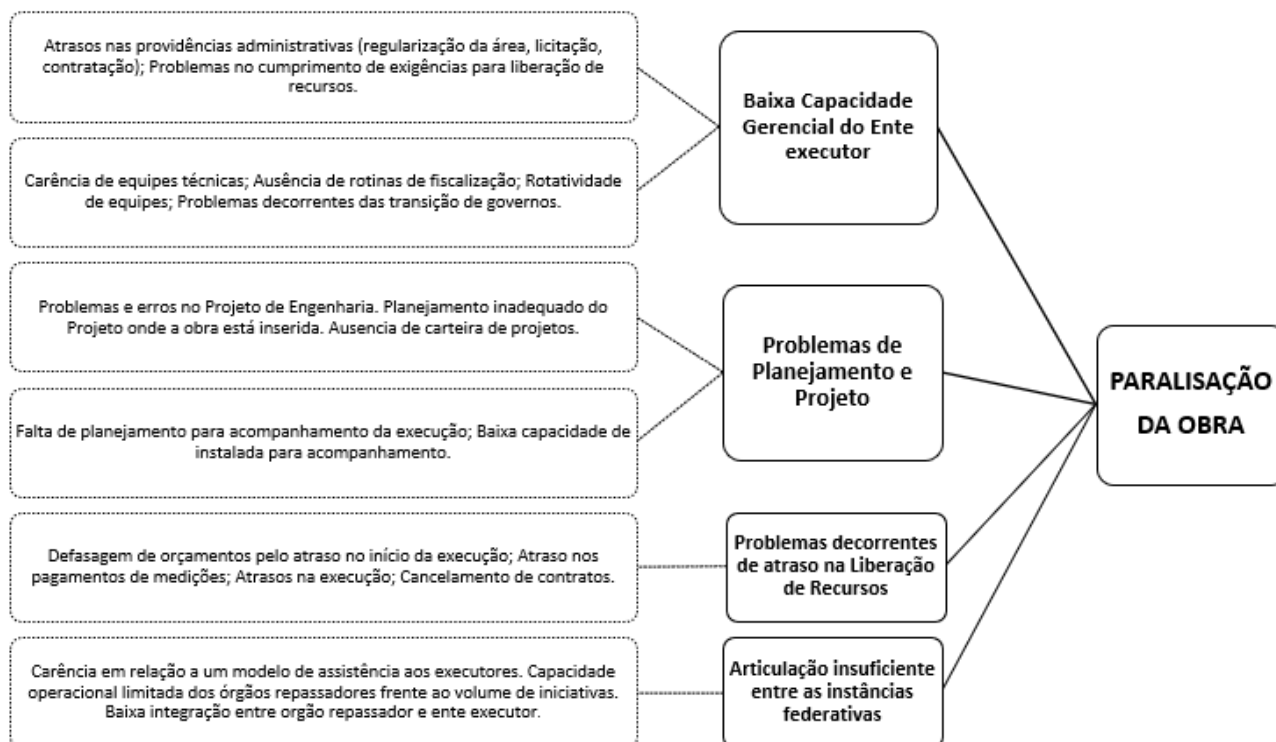 Atrasos nas providências administrativas (regularização da área, licitação,
contratação); Problemas no cumprimento de exigências para liberação de
recursos.
Carência de equipes técnicas; Ausência de rotinas de fiscalização; Rotatividade
de equipes; Problemas decorrentes das transição de governos.
Baixa Capacidade
Gerencial do Ente
executor
Problemas e erros no Projeto de Engenharia. Planejamento inadequado do
Projeto onde a obra está inserida. Ausencia de carteira de projetos.
Falta de planejamento para acompanhamento da execução; Baixa capacidade de
instalada para acompanhamento.
Problemas de
Planejamento e
Projeto
Defasagem de orçamentos pelo atraso no início da execução; Atraso nos
pagamentos de medições; Atrasos na execução; Cancelamento de contratos.
Problemas decorrentes
de atraso na Liberação
de Recursos
Carência em relação a um modelo de assistência aos executores. Capacidade
operacional limitada dos órgãos repassadores frente ao volume de iniciativas.
Baixa integração entre orgão repassador e ente executor.
Articulação insuficiente
entre as instâncias
federativas
PARALISAÇÃO
DA OBRA